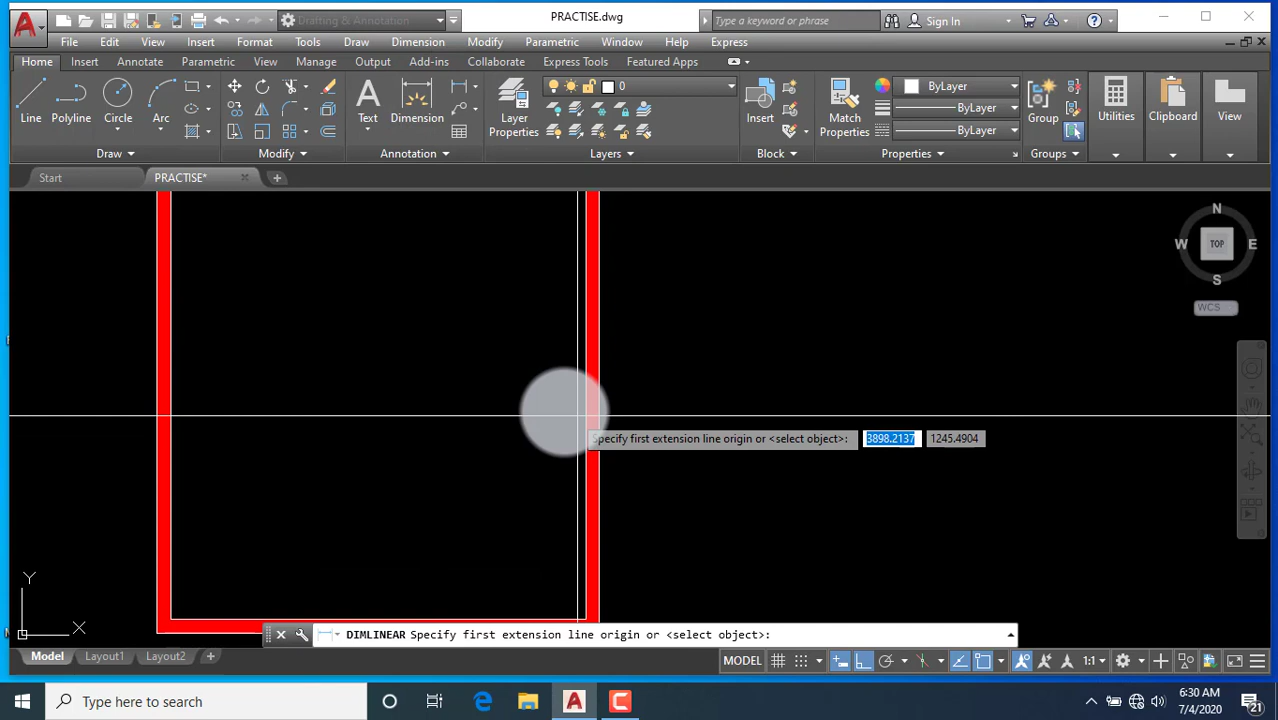 Drafting & Annotation
PRACTISE.dwg
Type a keyword or phrase
Sign In
File Edit View Insert Format Tools Draw Dimension Modify Parametric Window Help Express
Home Insert Annotate Parametric View Manage Output Add-ins Collaborate Express Tools Featured Apps
0
ByLayer
ByLayer
ByLayer
Line Polyline Circle Arc Text Dimension Layer Properties Insert Match Properties Group Utilities Clipboard View
Draw Modify Annotation Layers Block Properties Groups
Start PRACTISE*
N
W TOP E
S
WCS
Specify first extension line origin or <select object>: 3898.2137 1245.4904
Y
X
DIMLINEAR Specify first extension line origin or <select object>:
Model Layout1 Layout2
MODEL 1:1
Type here to search
6:30 AM
7/4/2020
21